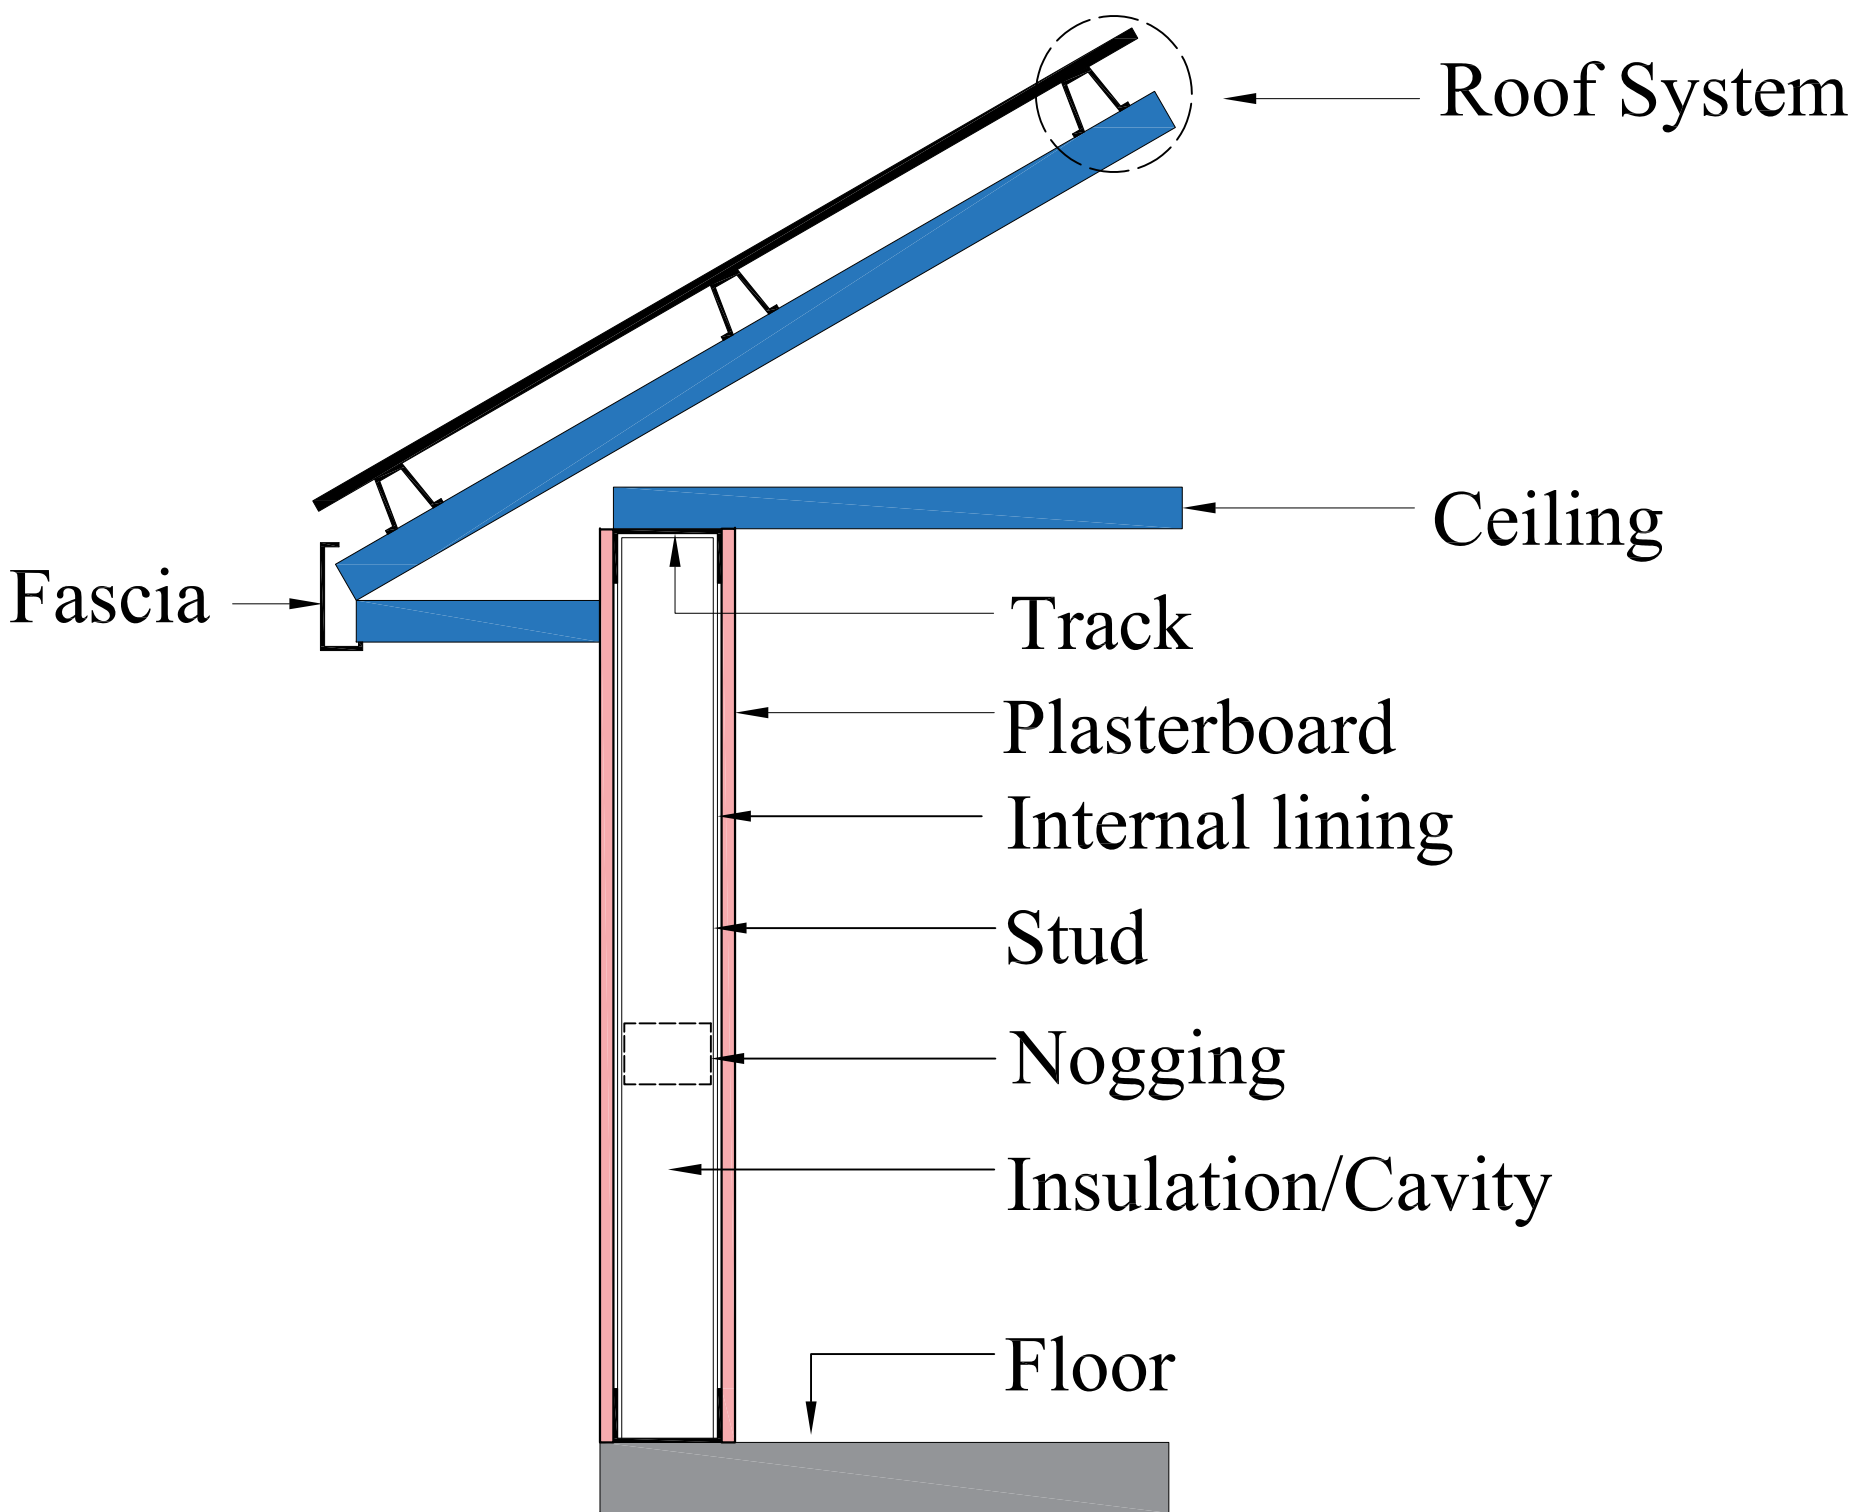 Roof System
Ceiling
Fascia
Track
Plasterboard
Internal lining
Stud
Nogging
Insulation/Cavity
Floor